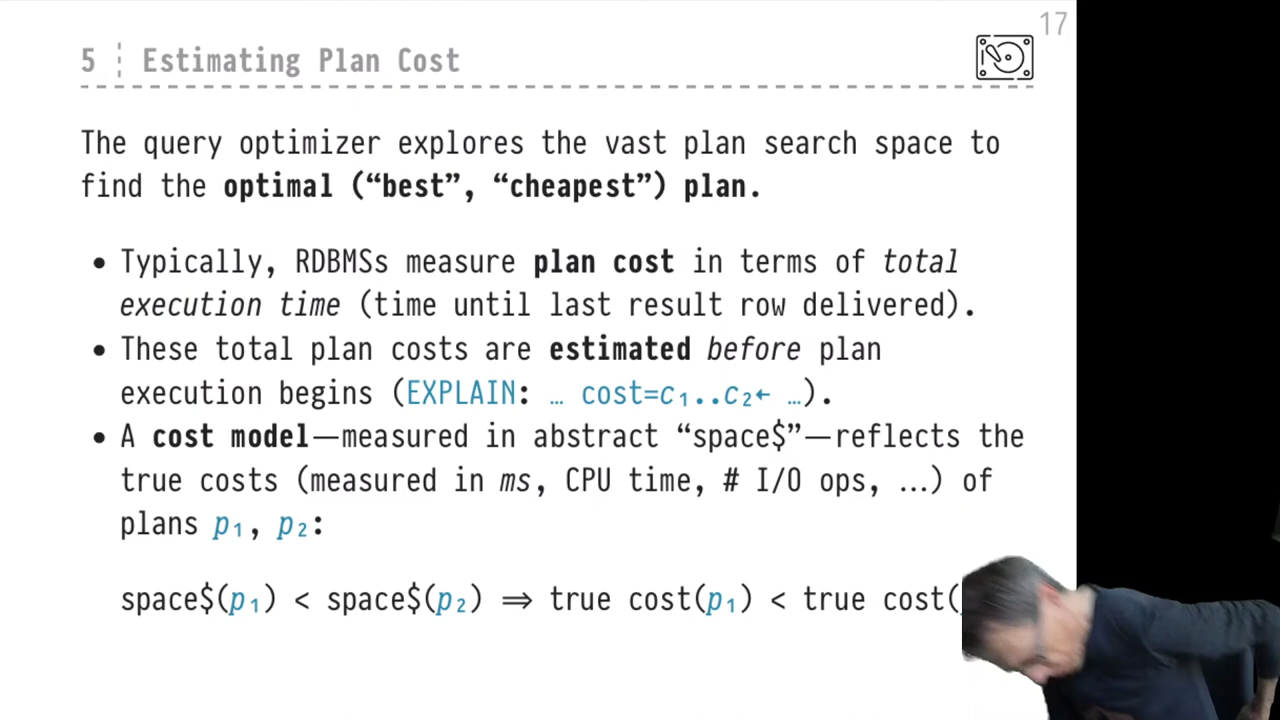 17
5 ¦ Estimating Plan Cost
The query optimizer explores the vast plan search space to
find the optimal (“best”, “cheapest”) plan.
• Typically, RDBMSs measure plan cost in terms of total
execution time (time until last result row delivered).
• These total plan costs are estimated before plan
execution begins (EXPLAIN: … cost=c₁..c₂← …).
• A cost model—measured in abstract “space$”—reflects the
true costs (measured in ms, CPU time, # I/O ops, …) of
plans p₁, p₂:
space$(p₁) < space$(p₂) ⇒ true cost(p₁) < true cost(